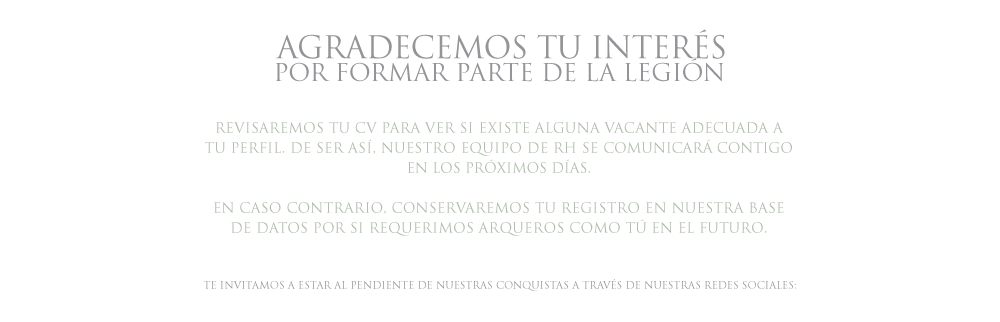 AGRADECEMOS TU INTERÉS
POR FORMAR PARTE DE LA LEGIÓN
REVISAREMOS TU CV PARA VER SI EXISTE ALGUNA VACANTE ADECUADA A
TU PERFIL. DE SER ASÍ, NUESTRO EQUIPO DE RH SE COMUNICARÁ CONTIGO
EN LOS PRÓXIMOS DÍAS.
EN CASO CONTRARIO, CONSERVAREMOS TU REGISTRO EN NUESTRA BASE
DE DATOS POR SI REQUERIMOS ARQUEROS COMO TÚ EN EL FUTURO.
TE INVITAMOS A ESTAR AL PENDIENTE DE NUESTRAS CONQUISTAS A TRAVÉS DE NUESTRAS REDES SOCIALES: